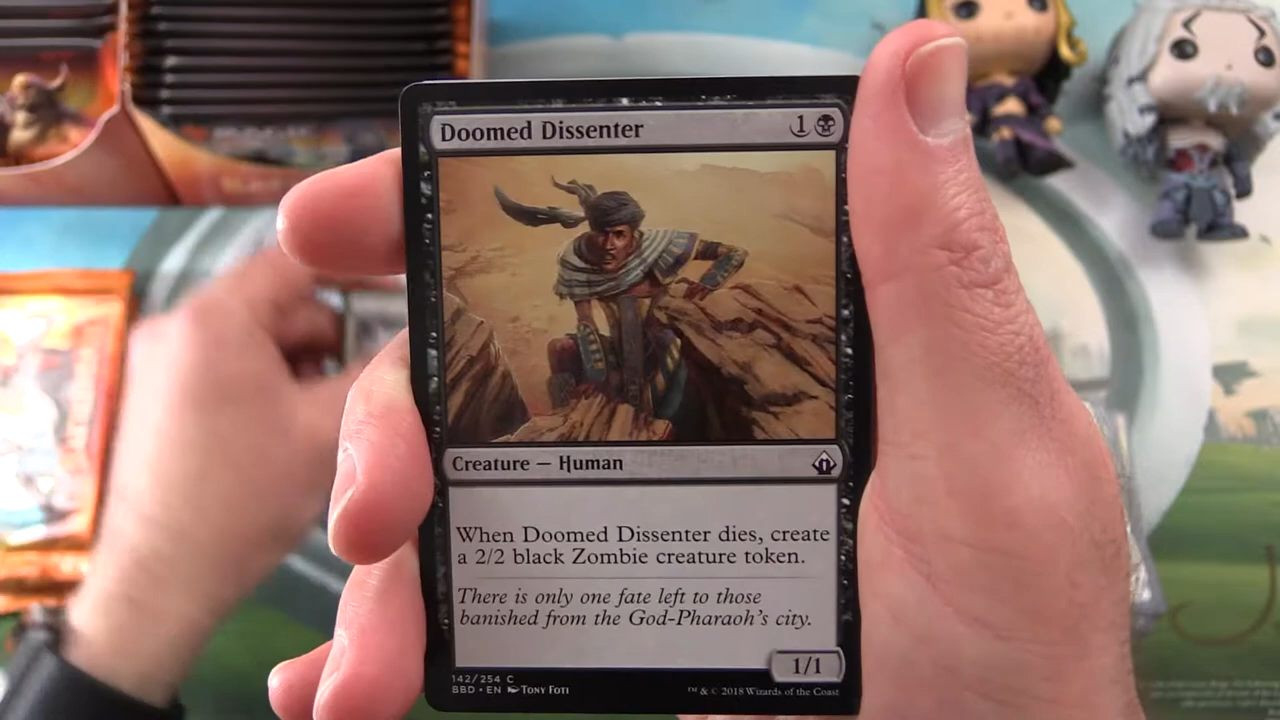 Doomed Dissenter 1
Creature — Human
When Doomed Dissenter dies, create
a 2/2 black Zombie creature token.
There is only one fate left to those
banished from the God-Pharaoh's city.
1/1
142/254 C
BBD • EN Tony Foti
™ & © 2018 Wizards of the Coast